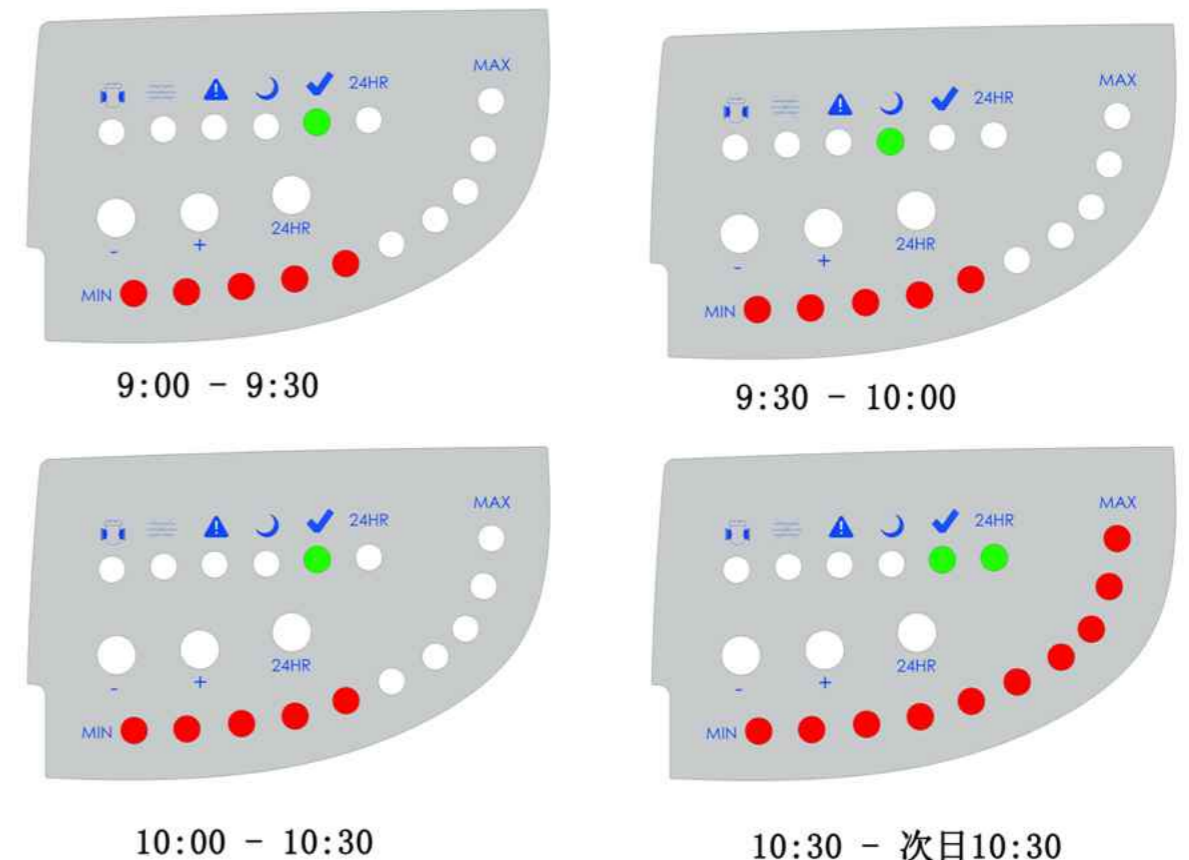 24HR
MAX
24HR
- +
MIN
9:00 - 9:30
24HR
MAX
24HR
- +
MIN
9:30 - 10:00
24HR
MAX
24HR
- +
MIN
10:00 - 10:30
24HR
MAX
24HR
- +
MIN
10:30 - 次日10:30